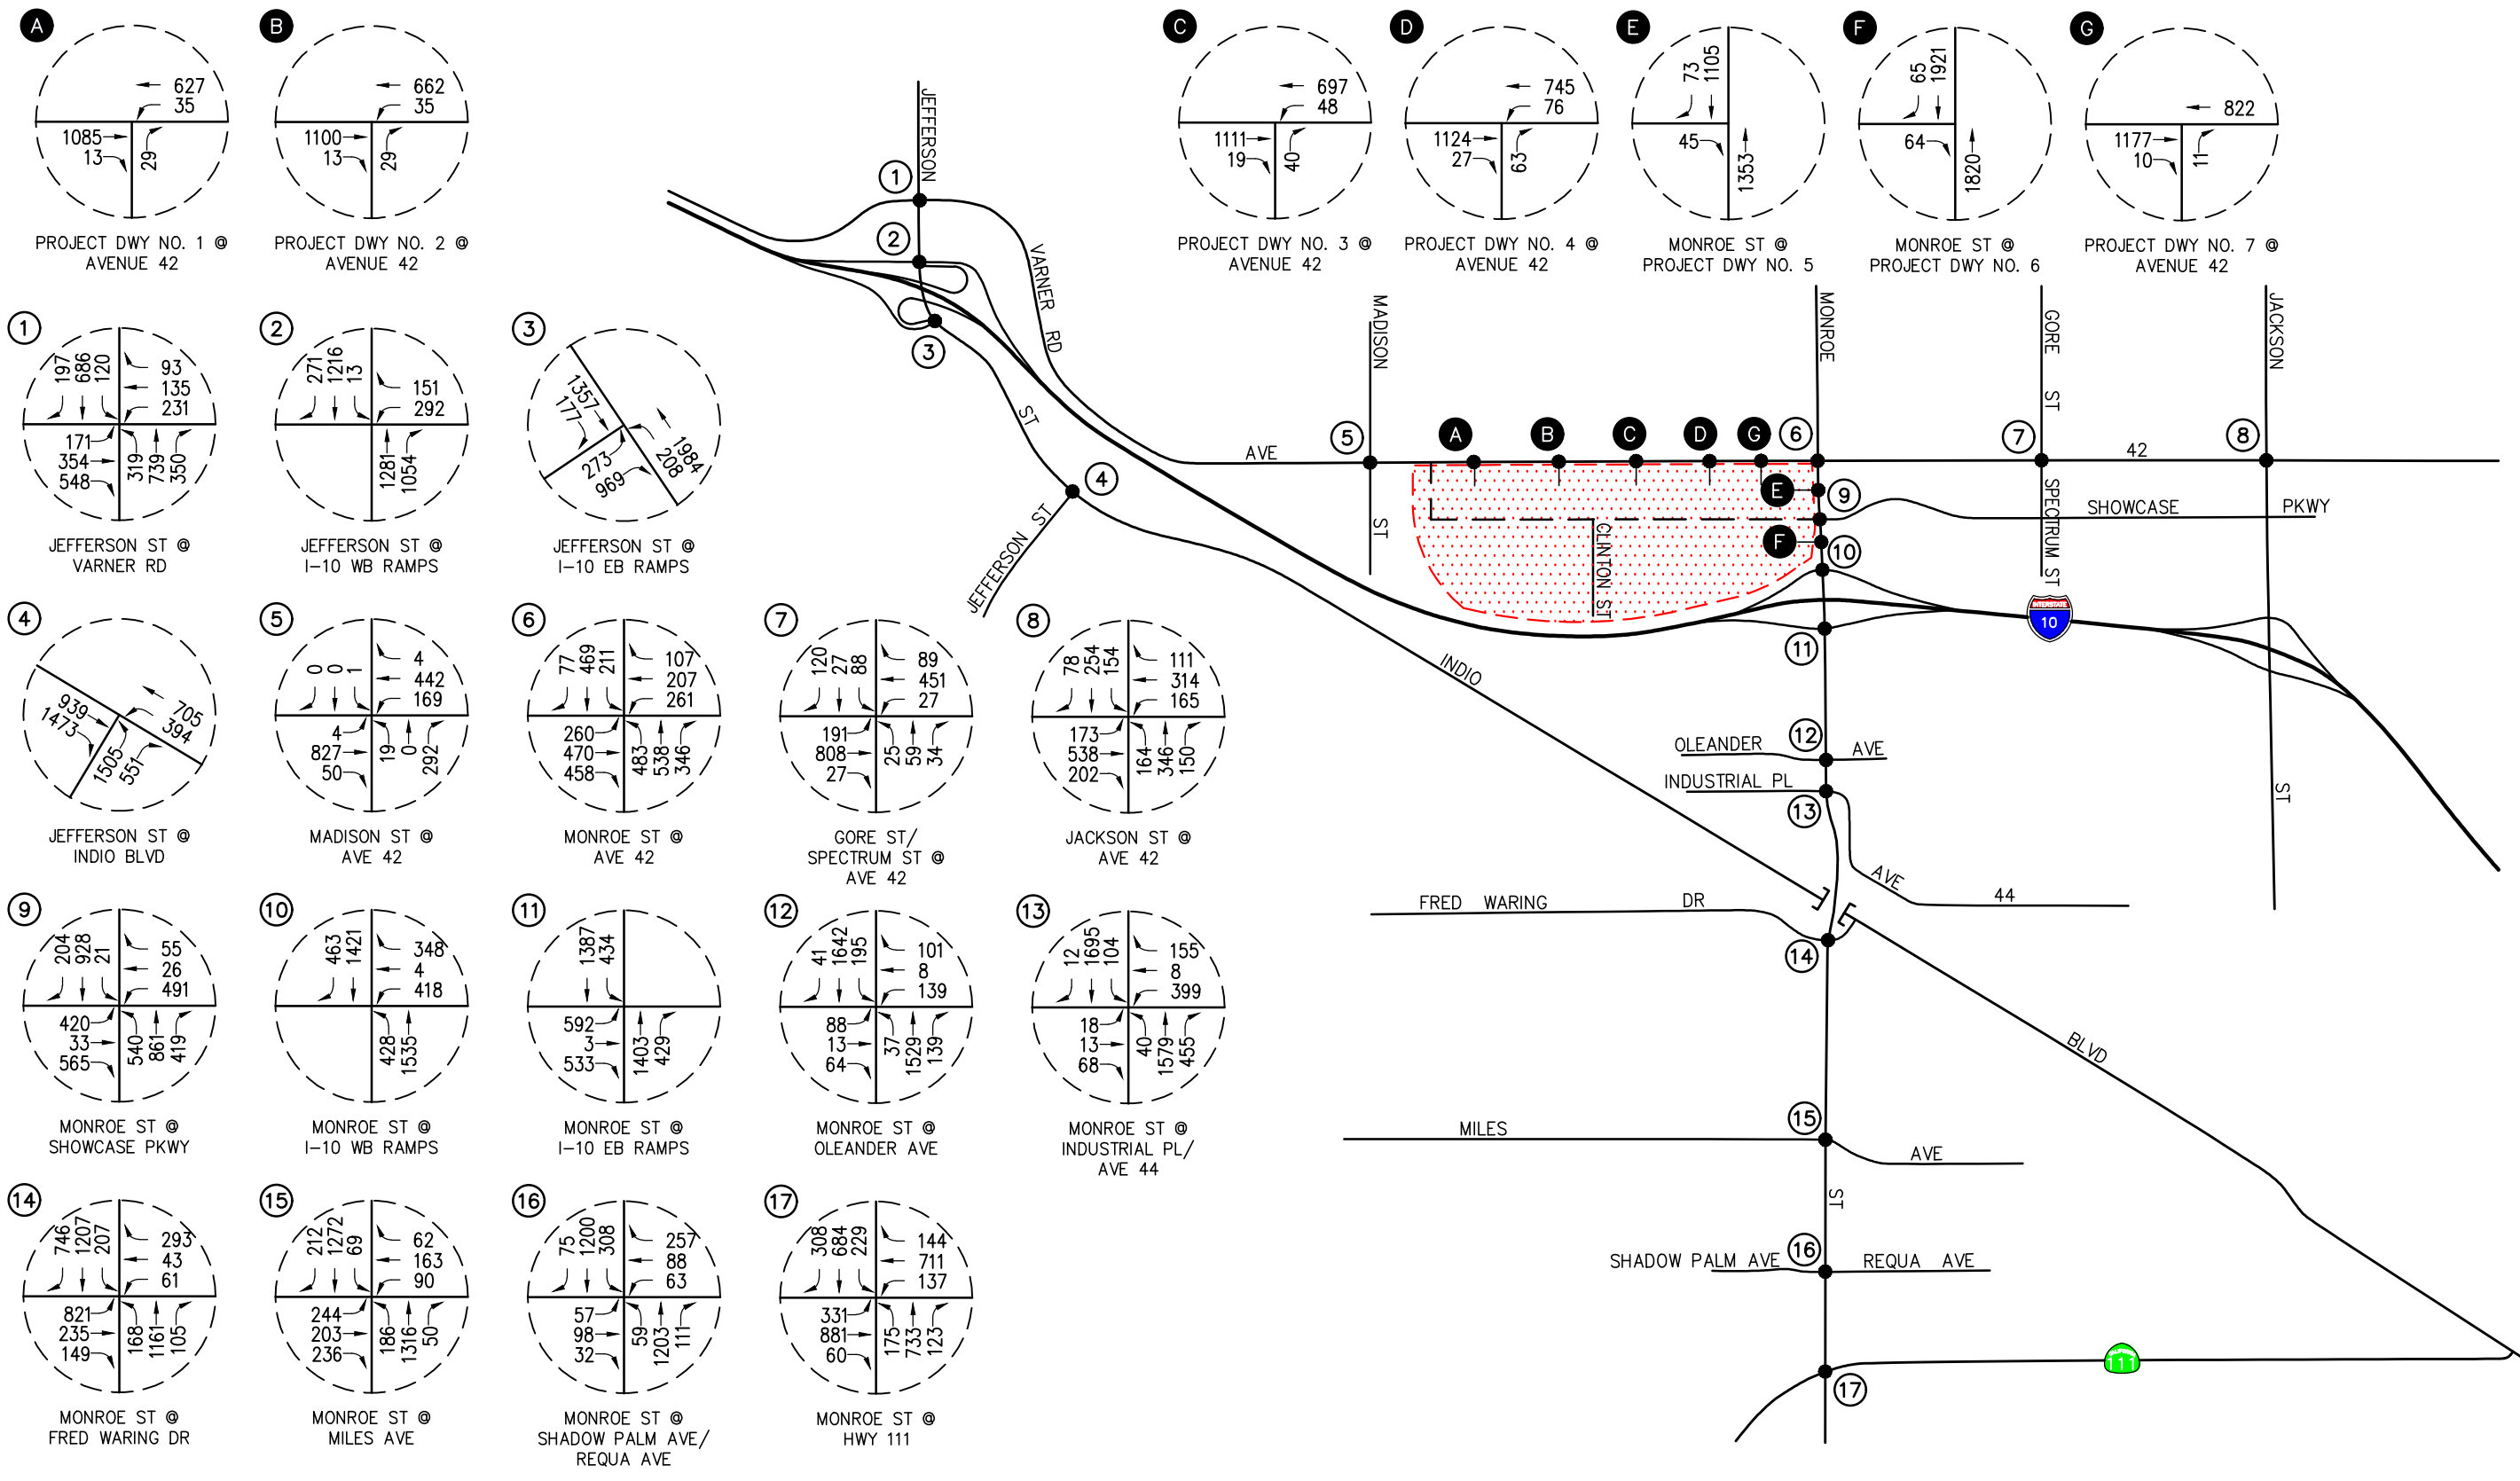 A
627
35
1085
13
29
PROJECT DWY NO. 1 @
AVENUE 42
B
662
35
1100
13
29
PROJECT DWY NO. 2 @
AVENUE 42
C
697
48
1111
19
40
PROJECT DWY NO. 3 @
AVENUE 42
D
745
76
1124
27
63
PROJECT DWY NO. 4 @
AVENUE 42
E
73
1105
45
1353
MONROE ST @
PROJECT DWY NO. 5
F
65
1921
64
1820
MONROE ST @
PROJECT DWY NO. 6
G
822
1177
10
11
PROJECT DWY NO. 7 @
AVENUE 42
1
197
686
120
93
135
231
171
354
548
319
739
350
JEFFERSON ST @
VARNER RD
2
271
1216
13
151
292
1281
1054
JEFFERSON ST @
I-10 WB RAMPS
3
1357
177
1984
208
273
969
JEFFERSON ST @
I-10 EB RAMPS
4
939
1473
705
394
1505
551
JEFFERSON ST @
INDIO BLVD
5
0
0
1
4
442
169
4
827
50
19
0
292
MADISON ST @
AVE 42
6
77
469
211
107
207
261
260
470
458
483
538
346
MONROE ST @
AVE 42
7
120
27
88
89
451
27
191
808
27
25
59
34
GORE ST/
SPECTRUM ST @
AVE 42
8
78
254
154
111
314
165
173
538
202
164
346
150
JACKSON ST @
AVE 42
9
204
928
21
55
26
491
420
33
565
540
861
419
MONROE ST @
SHOWCASE PKWY
10
463
1421
348
4
418
428
1535
MONROE ST @
I-10 WB RAMPS
11
1387
434
592
3
533
1403
429
MONROE ST @
I-10 EB RAMPS
12
41
1642
195
101
8
139
88
13
64
37
1529
139
MONROE ST @
OLEANDER AVE
13
12
1695
104
155
8
399
18
13
68
40
1579
455
MONROE ST @
INDUSTRIAL PL/
AVE 44
14
746
1207
207
293
43
61
821
235
149
168
1161
105
MONROE ST @
FRED WARING DR
15
212
1272
69
62
163
90
244
203
236
186
1316
50
MONROE ST @
MILES AVE
16
75
1200
308
257
88
63
57
98
32
59
1203
111
MONROE ST @
SHADOW PALM AVE/
REQUA AVE
17
308
684
229
144
711
137
331
881
60
175
733
123
MONROE ST @
HWY 111
JEFFERSON
ST
1
2
3
4
VARNER RD
JEFFERSON ST
MADISON
ST
MONROE
GORE ST
JACKSON
AVE
5
A
B
C
D
G
6
7
42
8
E
9
SHOWCASE PKWY
F
10
CLINTON ST
SPECTRUM ST
INTERSTATE
10
11
INDIO
OLEANDER AVE
12
INDUSTRIAL PL
13
ST
AVE 44
FRED WARING DR
14
BLVD
MILES AVE
15
ST
SHADOW PALM AVE
16
REQUA AVE
17
111